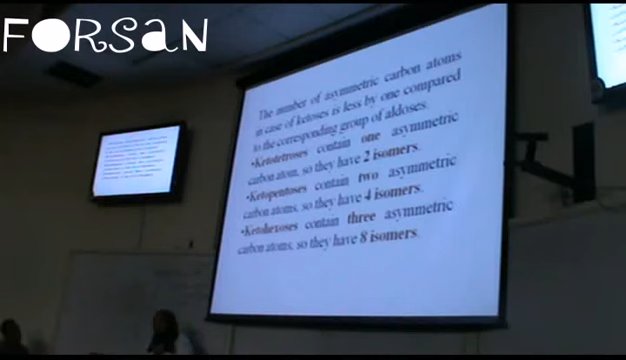 FORSAN
The number of asymmetric carbon atoms
in case of ketoses is less by one compared
to the corresponding group of aldoses.
•Ketotetroses contain one asymmetric
carbon atom, so they have 2 isomers.
•Ketopentoses contain two asymmetric
carbon atoms, so they have 4 isomers.
•Ketohexoses contain three asymmetric
carbon atoms, so they have 8 isomers.